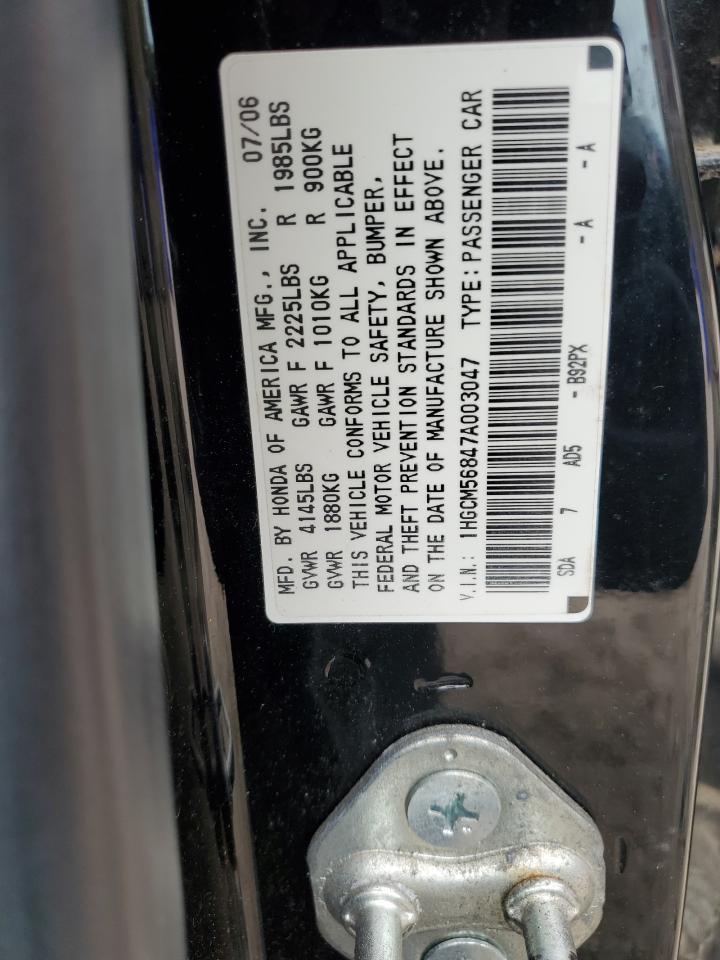 MFD. BY HONDA OF AMERICA MFG., INC. 07/06
GVWR 4145LBS GAWR F 2225LBS R 1985LBS
GVWR 1880KG GAWR F 1010KG R 900KG
THIS VEHICLE CONFORMS TO ALL APPLICABLE
FEDERAL MOTOR VEHICLE SAFETY, BUMPER,
AND THEFT PREVENTION STANDARDS IN EFFECT
ON THE DATE OF MANUFACTURE SHOWN ABOVE.
V.I.N.: 1HGCM56847A003047 TYPE: PASSENGER CAR
SDA 7 AD5 - B92PX - A - A